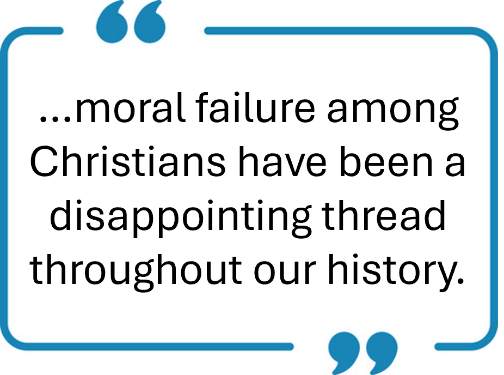 ...moral failure among
Christians have been a
disappointing thread
throughout our history.